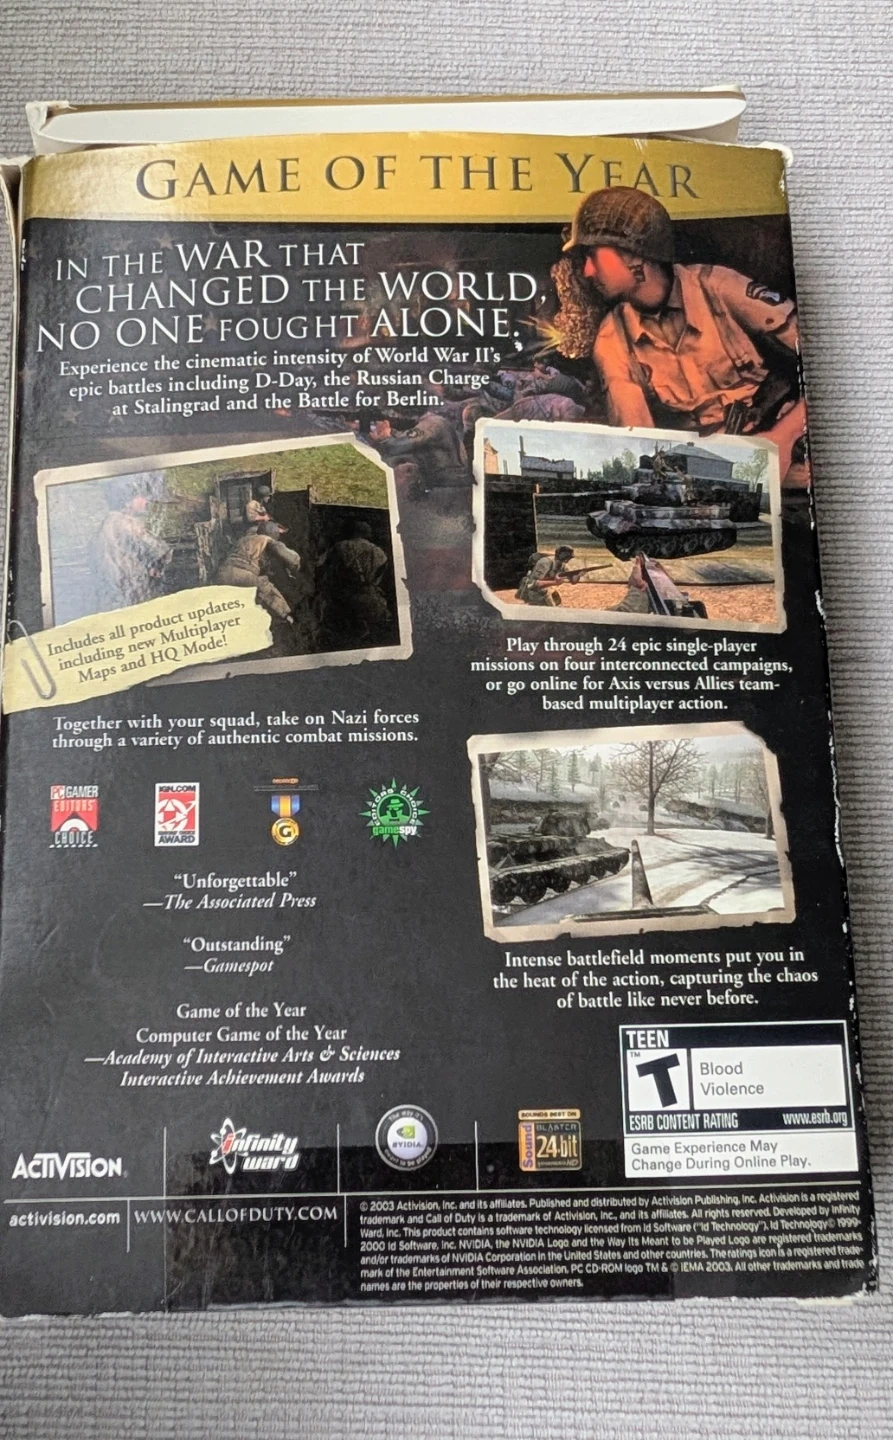 GAME OF THE YEAR
IN THE WAR THAT
CHANGED THE WORLD,
NO ONE FOUGHT ALONE.
Experience the cinematic intensity of World War II's
epic battles including D-Day, the Russian Charge
at Stalingrad and the Battle for Berlin.
Includes all product updates,
including new Multiplayer
Maps and HQ Mode!
Together with your squad, take on Nazi forces
through a variety of authentic combat missions.
Play through 24 epic single-player
missions on four interconnected campaigns,
or go online for Axis versus Allies team-
based multiplayer action.
PC GAMER
EDITORS'
CHOICE
IGN.COM
AWARD
G
EDITOR'S CHOICE
gamespy
"Unforgettable"
—The Associated Press
"Outstanding"
—Gamespot
Game of the Year
Computer Game of the Year
—Academy of Interactive Arts & Sciences
Interactive Achievement Awards
Intense battlefield moments put you in
the heat of the action, capturing the chaos
of battle like never before.
TEEN
T
TM
Blood
Violence
ESRB CONTENT RATING www.esrb.org
Game Experience May
Change During Online Play.
ACTIVISION
infinity
ward
NVIDIA
SOUNDS BEST ON
Sound
BLASTER
24-bit
activision.com
WWW.CALLOFDUTY.COM
© 2003 Activision, Inc. and its affiliates. Published and distributed by Activision Publishing, Inc. Activision is a registered
trademark and Call of Duty is a trademark of Activision, Inc. and its affiliates. All rights reserved. Developed by Infinity
Ward, Inc. This product contains software technology licensed from Id Software ("Id Technology"). Id Technology © 1999-
2000 Id Software, Inc. NVIDIA, the NVIDIA Logo and the Way Its Meant to be Played Logo are registered trademarks
and/or trademarks of NVIDIA Corporation in the United States and other countries. The ratings icon is a registered trade-
mark of the Entertainment Software Association. PC CD-ROM logo TM & © IEMA 2003. All other trademarks and trade
names are the properties of their respective owners.